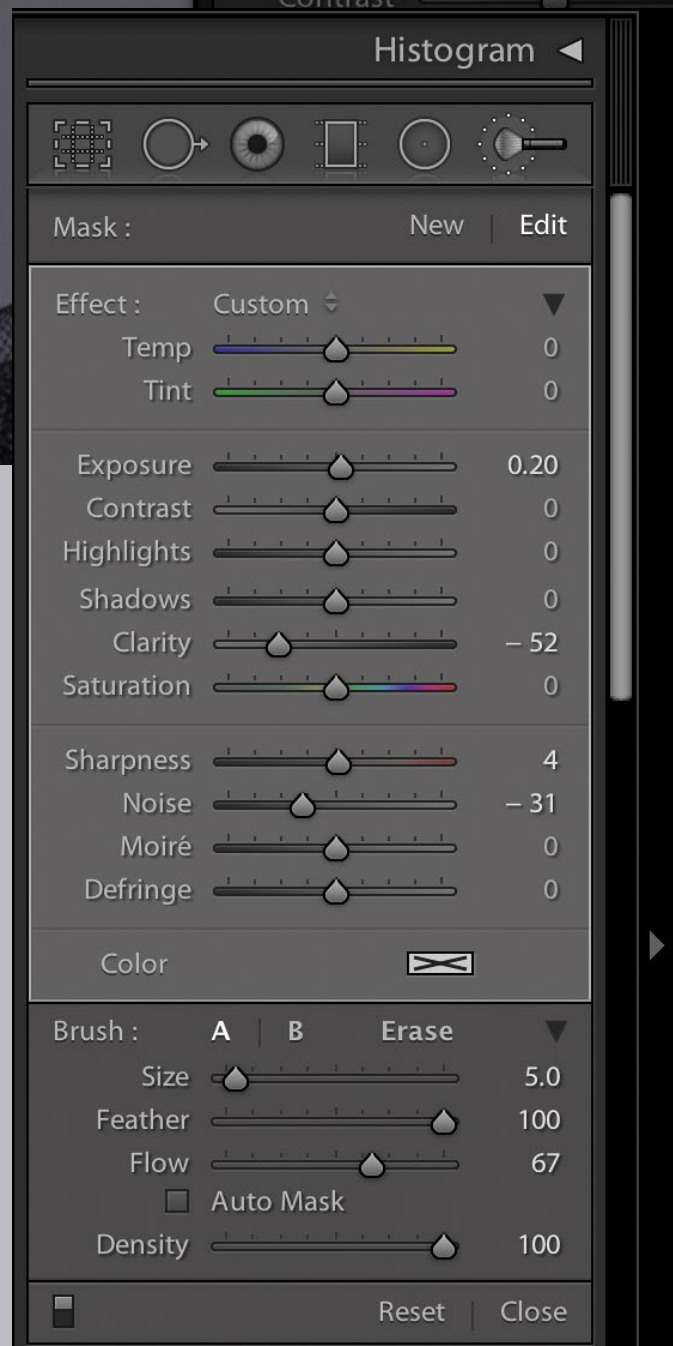 Contrast
Histogram
Mask : New | Edit
Effect : Custom
Temp 0
Tint 0
Exposure 0.20
Contrast 0
Highlights 0
Shadows 0
Clarity – 52
Saturation 0
Sharpness 4
Noise – 31
Moiré 0
Defringe 0
Color
Brush : A | B Erase
Size 5.0
Feather 100
Flow 67
Auto Mask
Density 100
Reset | Close